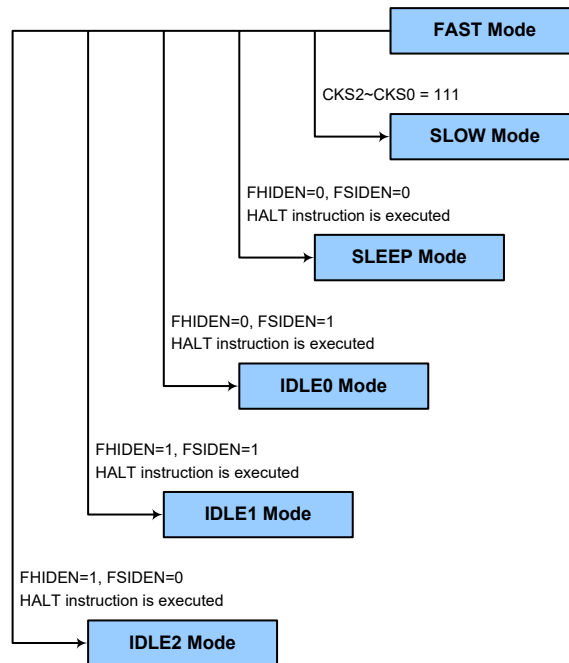 FAST Mode
CKS2~CKS0 = 111
SLOW Mode
FHIDEN=0, FSIDEN=0
HALT instruction is executed
SLEEP Mode
FHIDEN=0, FSIDEN=1
HALT instruction is executed
IDLE0 Mode
FHIDEN=1, FSIDEN=1
HALT instruction is executed
IDLE1 Mode
FHIDEN=1, FSIDEN=0
HALT instruction is executed
IDLE2 Mode